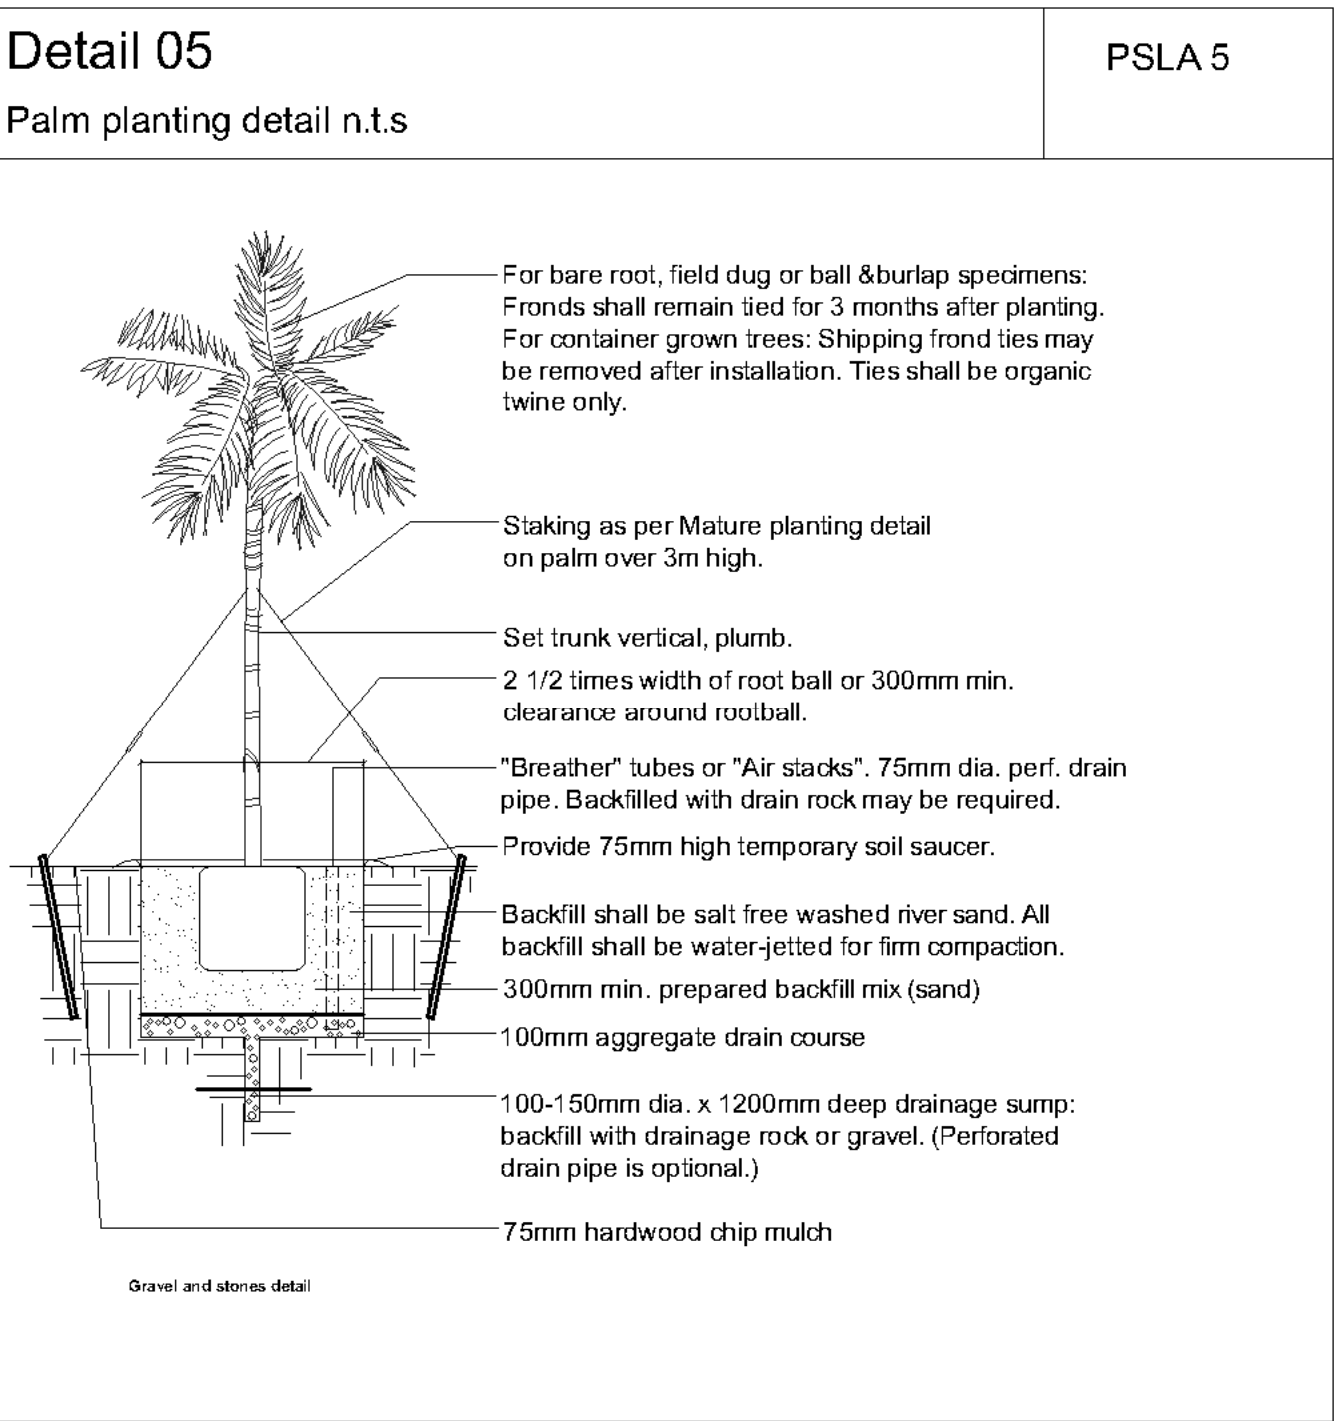 Detail 05
PSLA 5
Palm planting detail n.t.s
For bare root, field dug or ball &burlap specimens:
Fronds shall remain tied for 3 months after planting.
For container grown trees: Shipping frond ties may
be removed after installation. Ties shall be organic
twine only.
Staking as per Mature planting detail
on palm over 3m high.
Set trunk vertical, plumb.
2 1/2 times width of root ball or 300mm min.
clearance around rootball.
"Breather" tubes or "Air stacks". 75mm dia. perf. drain
pipe. Backfilled with drain rock may be required.
Provide 75mm high temporary soil saucer.
Backfill shall be salt free washed river sand. All
backfill shall be water-jetted for firm compaction.
300mm min. prepared backfill mix (sand)
100mm aggregate drain course
100-150mm dia. x 1200mm deep drainage sump:
backfill with drainage rock or gravel. (Perforated
drain pipe is optional.)
75mm hardwood chip mulch
Gravel and stones detail